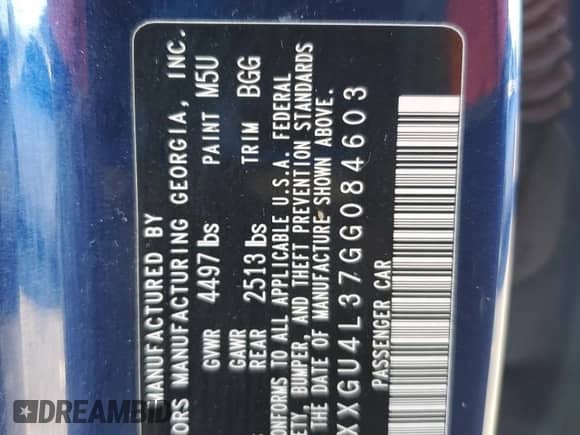 MANUFACTURED BY
ORS MANUFACTURING GEORGIA, INC.
GVWR 4497 lbs PAINT M5U
GAWR
REAR 2513 lbs TRIM BGG
ONFORMS TO ALL APPLICABLE U.S.A. FEDERAL
ETY, BUMPER, AND THEFT PREVENTION STANDARDS
THE DATE OF MANUFACTURE SHOWN ABOVE.
XXGU4L37GG084603
PASSENGER CAR
DREAMBID